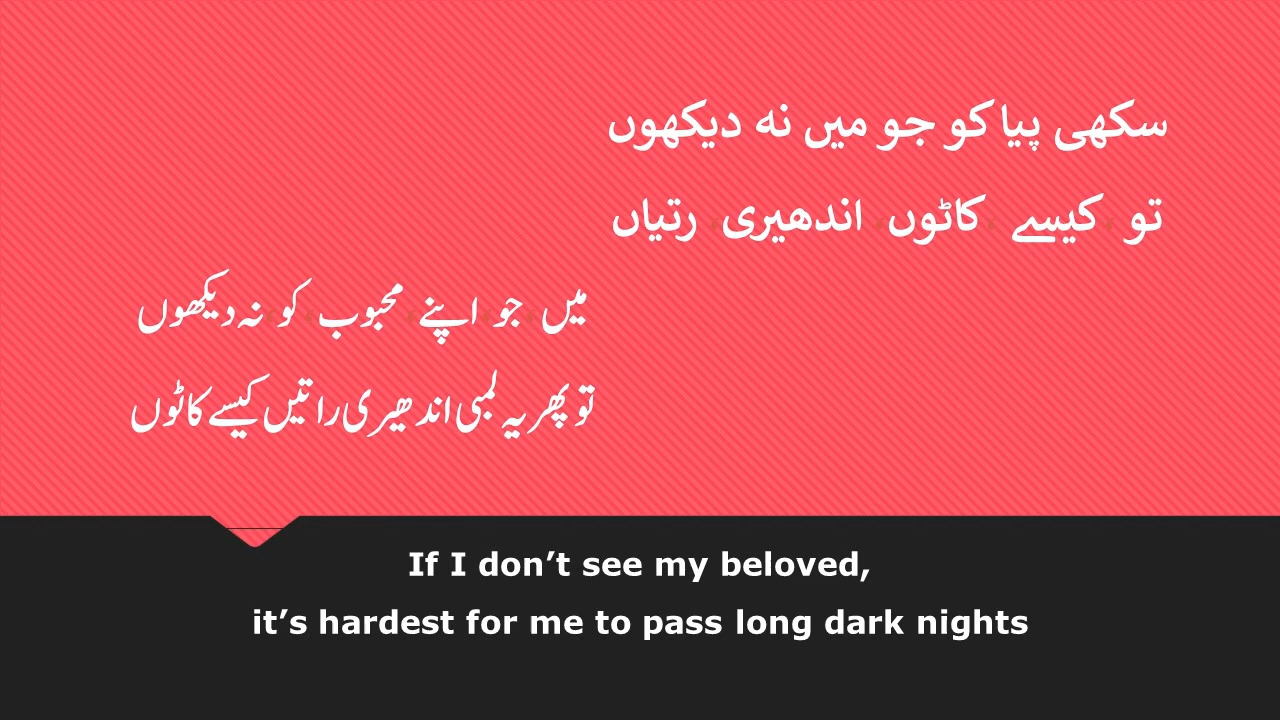 سکھی پیا کو جو میں نہ دیکھوں
تو کیسے کاٹوں اندھیری رتیاں
میں جو اپنے محبوب کو نہ دیکھوں
تو پھر یہ لمبی اندھیری راتیں کیسے کاٹوں
If I don’t see my beloved,
it’s hardest for me to pass long dark nights